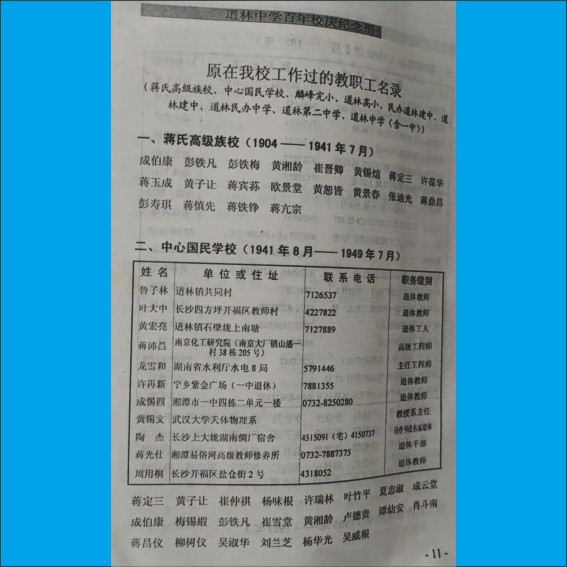 道林中学百年校庆纪念册
原在我校工作过的教职工名录
(蒋氏高级族校、中心国民学校、麟峰完小、道林高小、民办道林建中、道
林建中、道林民办中学、道林第二中学、道林中学(含一中))
一、蒋氏高级族校(1904——1941年7月)
成伯康 彭铁凡 彭铁梅 黄湘龄 崔晋卿 黄锡煊 蒋定三 许葆华
蒋玉成 黄子让 蒋宾荪 欧景堂 黄恕皆 黄景春 张迪光 蒋鼎昌
彭寿琪 蒋慎先 蒋铁铮 蒋亢宗
二、中心国民学校(1941年8月——1949年7月)
姓名 单位或住址 联系电话 职务级别
鲁子林 道林镇共同村 7126537 退休教师
叶大中 长沙四方坪开福区教师村 4227822 退休教师
黄宏亮 道林镇石壁垅上南塘 7127889 退休工人
蒋沛昌 南京化工研究院(南京大厂镇山潘一
村38栋205号) 高级工程师
龙雪和 湖南省水利厅水电8局 5791446 主任工程师
许再新 宁乡紫金广场(一中退休) 7881355 退休教师
成惕四 湘潭市一中四栋二单元一楼 0732-8250280 退休教师
黄锡文 武汉大学天体物理系 教授系主任
陶杰 长沙上大垅湖南绸厂宿舍 4515091(宅)4150737
蒋光仕 湘潭易俗河高级教师修养所 0732-7887375 退休干部
周用桐 长沙开福区盐仓街2号 4318052 退休教师
蒋定三 黄子让 崔仲祺 杨味根 许瑞林 叶竹平 夏忠淑 成云堂
成伯康 梅锡嘏 彭铁凡 崔雪堂 黄湘龄 卢德贵 谭幼安 肖斗南
蒋昌仪 柳树仪 吴淑华 刘兰芝 杨华光 吴威根
·11·